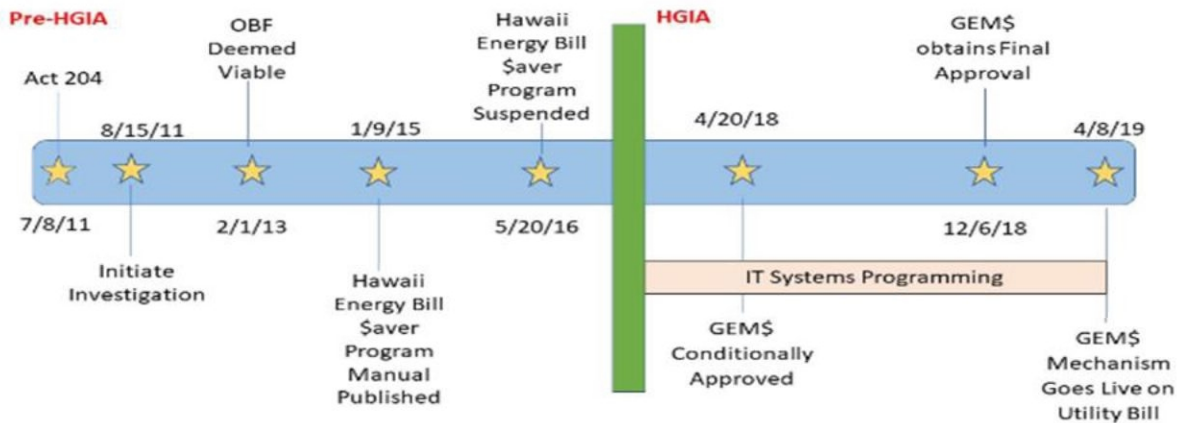 Pre-HGIA
HGIA
Act 204
7/8/11
8/15/11
Initiate
Investigation
OBF
Deemed
Viable
2/1/13
1/9/15
Hawaii
Energy Bill
$aver
Program
Manual
Published
Hawaii
Energy Bill
$aver
Program
Suspended
5/20/16
4/20/18
GEM$
Conditionally
Approved
GEM$
obtains Final
Approval
12/6/18
4/8/19
GEM$
Mechanism
Goes Live on
Utility Bill
IT Systems Programming